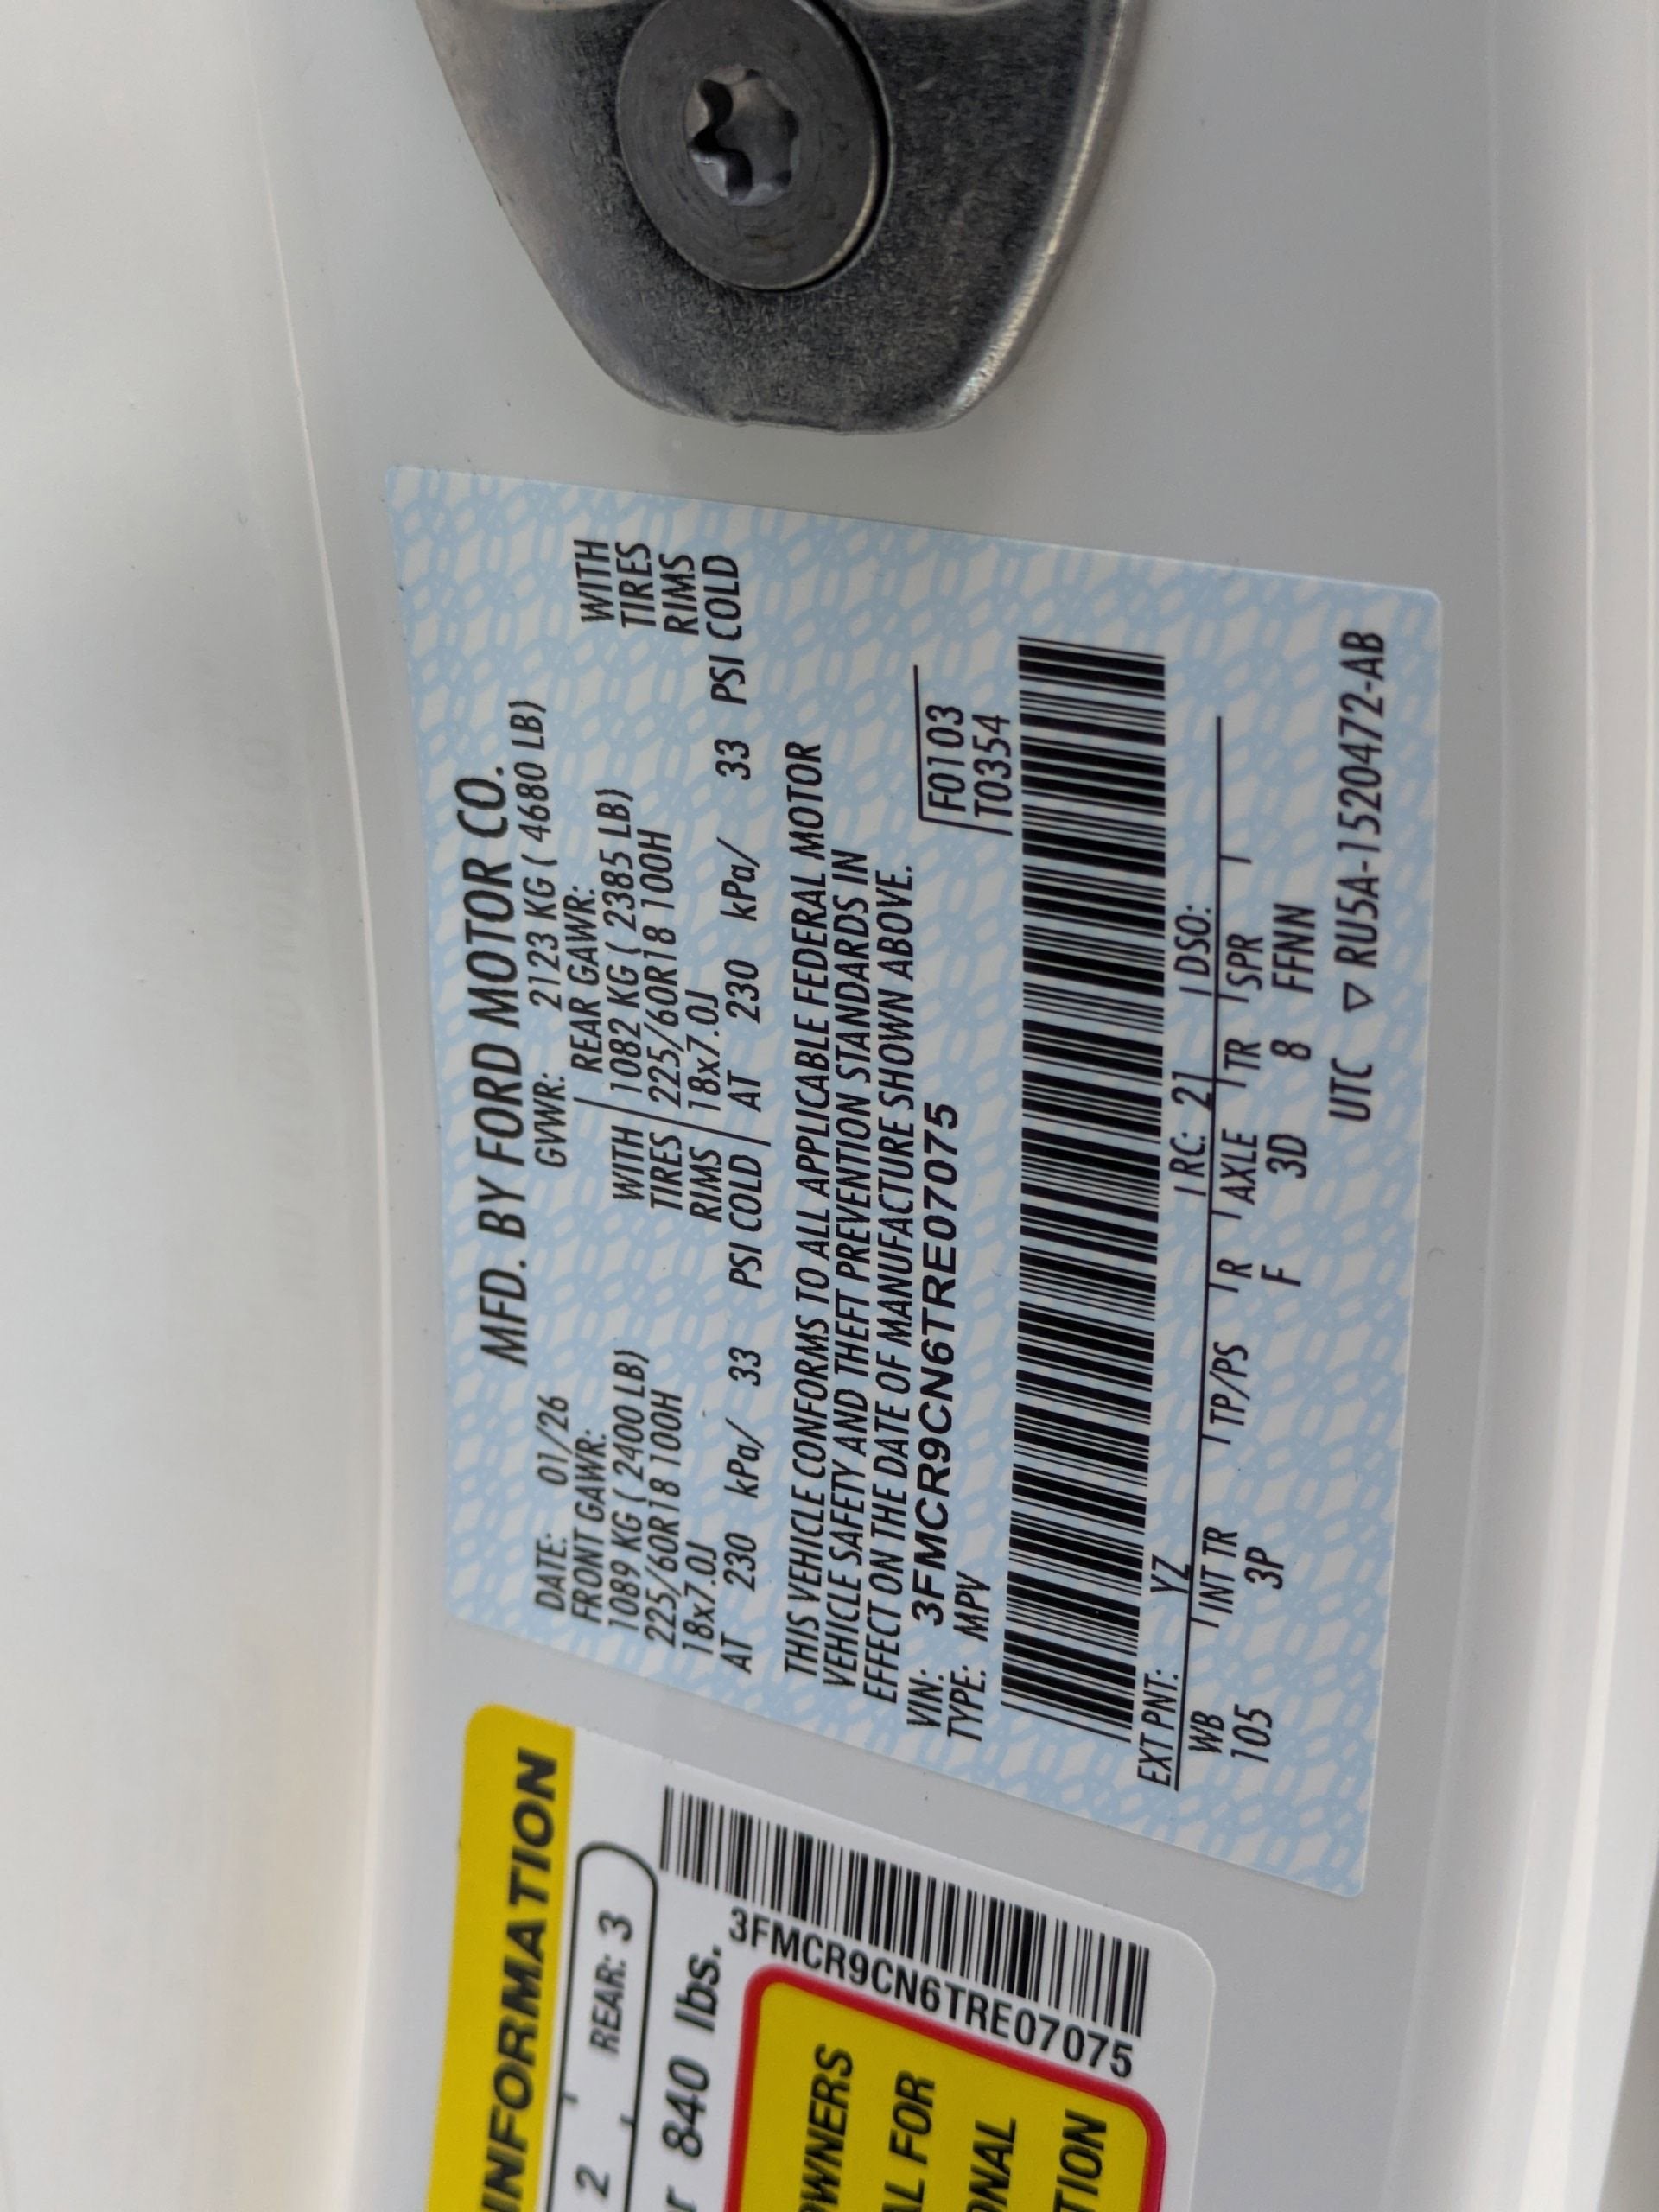 MFD. BY FORD MOTOR CO.
DATE: 01/26 GVWR: 2123 KG ( 4680 LB)
FRONT GAWR: REAR GAWR:
1089 KG ( 2400 LB) WITH 1082 KG ( 2385 LB) WITH
225/60R18 100H TIRES 225/60R18 100H TIRES
18x7.0J RIMS 18x7.0J RIMS
AT 230 kPa/ 33 PSI COLD AT 230 kPa/ 33 PSI COLD
THIS VEHICLE CONFORMS TO ALL APPLICABLE FEDERAL MOTOR
VEHICLE SAFETY AND THEFT PREVENTION STANDARDS IN
EFFECT ON THE DATE OF MANUFACTURE SHOWN ABOVE.
VIN: 3FMCR9CN6TRE07075 F0103
TYPE: MPV T0354
EXT PNT: YZ RC: 21 DSO:
WB INT TR TP/PS R AXLE TR SPR
105 3P F 3D 8 FFNN
UTC ▽ RU5A-1520472-AB
INFORMATION
2 REAR: 3
r 840 lbs.
3FMCR9CN6TRE07075
OWNERS
AL FOR
ONAL
TION